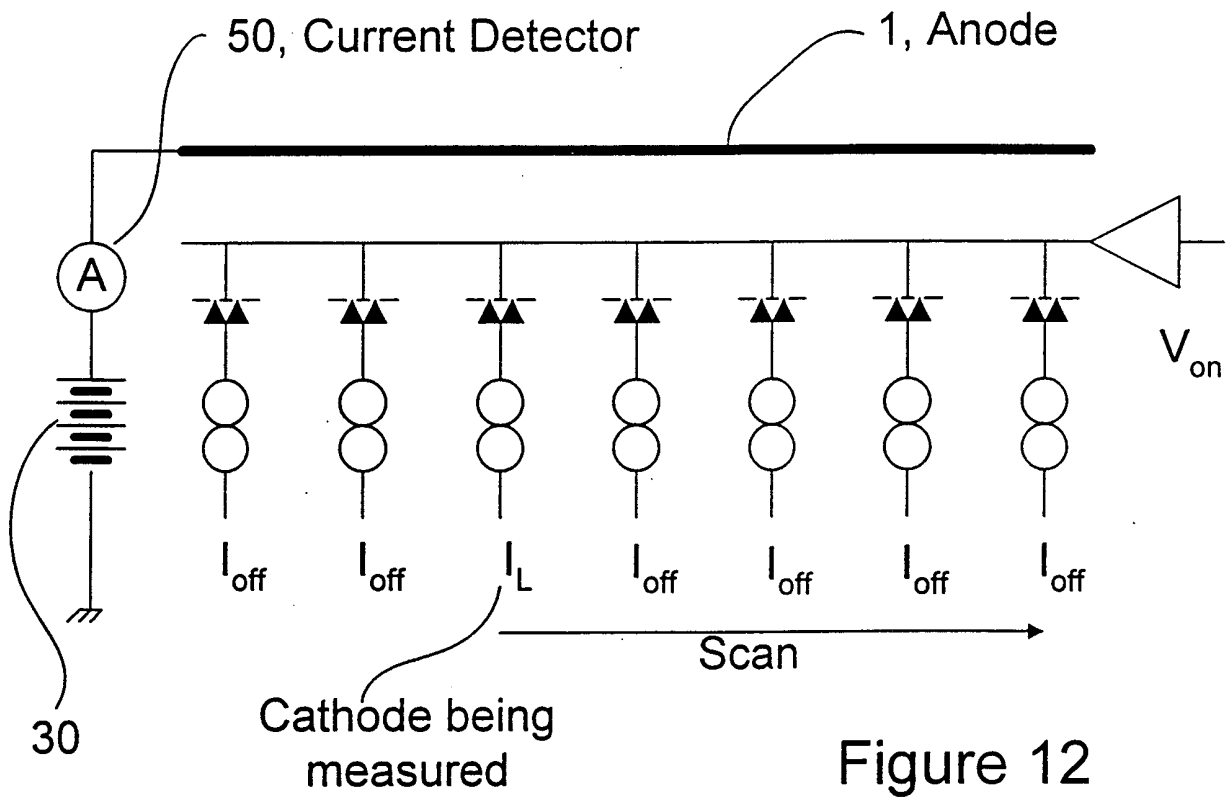 50, Current Detector
1, Anode
A
V_on
I_off I_off I_L I_off I_off I_off I_off
Scan
30
Cathode being
measured
Figure 12